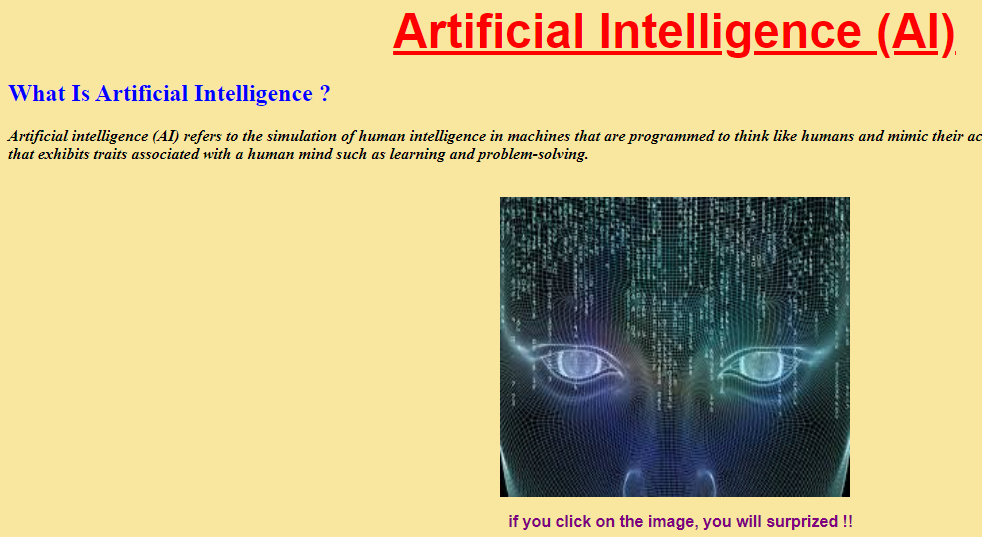 Artificial Intelligence (AI)
What Is Artificial Intelligence ?
Artificial intelligence (AI) refers to the simulation of human intelligence in machines that are programmed to think like humans and mimic their
that exhibits traits associated with a human mind such as learning and problem-solving.
if you click on the image, you will surprized !!